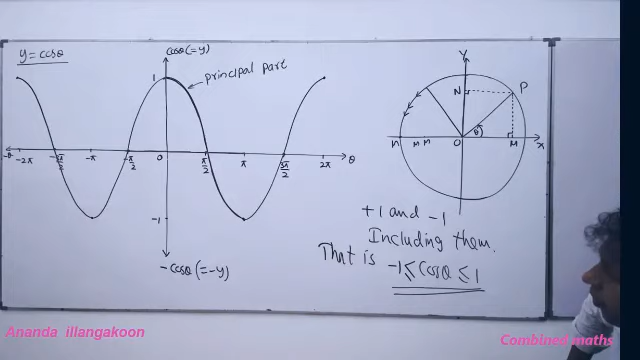 y = cosθ
cosθ(=y)
principal part
1
-θ
-2π
-3π/2
-π
-π/2
0
π/2
π
3π/2
2π
θ
-1
-cosθ(=-y)
Y
N
P
θ
M M M O M X
+1 and -1
Including them.
That is -1 ≤ cosθ ≤ 1
Ananda illangakoon
Combined maths